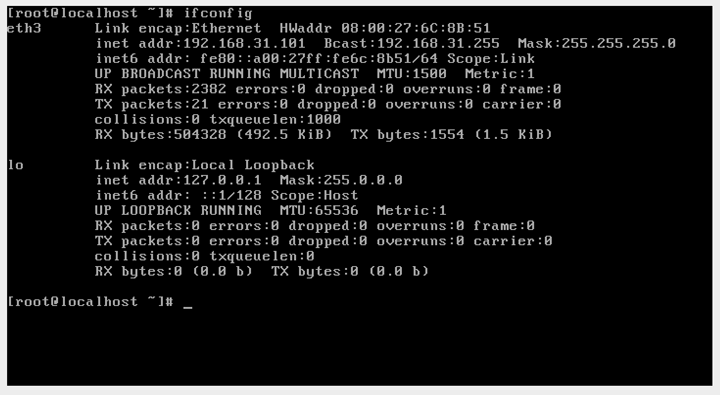 [root@localhost ~]# ifconfig
eth3      Link encap:Ethernet  HWaddr 08:00:27:6C:8B:51
          inet addr:192.168.31.101  Bcast:192.168.31.255  Mask:255.255.255.0
          inet6 addr: fe80::a00:27ff:fe6c:8b51/64 Scope:Link
          UP BROADCAST RUNNING MULTICAST  MTU:1500  Metric:1
          RX packets:2382 errors:0 dropped:0 overruns:0 frame:0
          TX packets:21 errors:0 dropped:0 overruns:0 carrier:0
          collisions:0 txqueuelen:1000
          RX bytes:504328 (492.5 KiB)  TX bytes:1554 (1.5 KiB)
lo        Link encap:Local Loopback
          inet addr:127.0.0.1  Mask:255.0.0.0
          inet6 addr: ::1/128 Scope:Host
          UP LOOPBACK RUNNING  MTU:65536  Metric:1
          RX packets:0 errors:0 dropped:0 overruns:0 frame:0
          TX packets:0 errors:0 dropped:0 overruns:0 carrier:0
          collisions:0 txqueuelen:0
          RX bytes:0 (0.0 b)  TX bytes:0 (0.0 b)
[root@localhost ~]# _